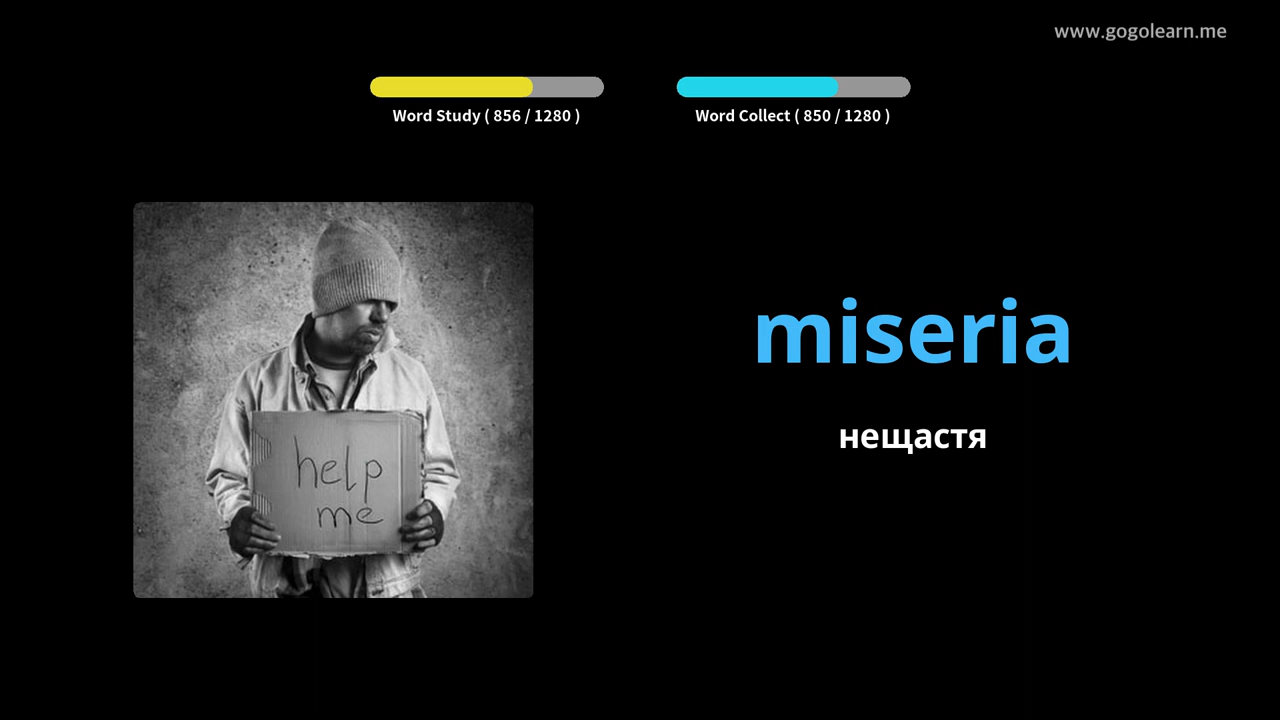 www.gogolearn.me
Word Study ( 856 / 1280 )
Word Collect ( 850 / 1280 )
help
me
miseria
нещастя